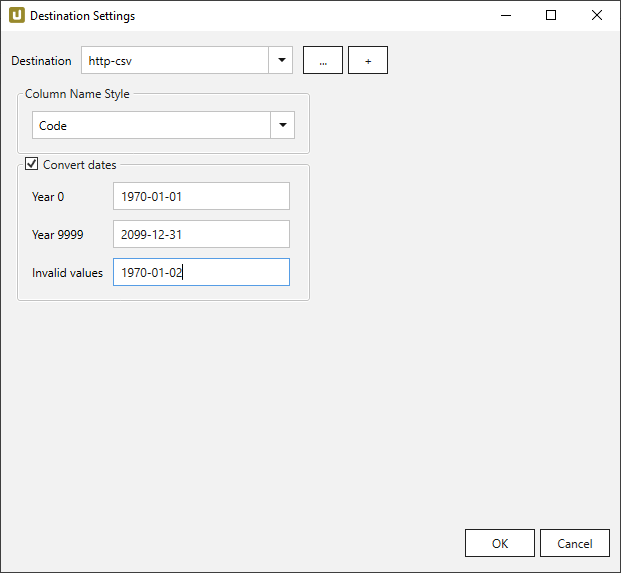 Destination Settings
Destination http-csv ... +
Column Name Style
Code
Convert dates
Year 0 1970-01-01
Year 9999 2099-12-31
Invalid values 1970-01-02
OK Cancel